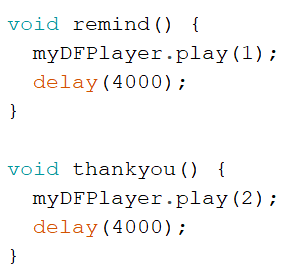 void remind() {
  myDFPlayer.play(1);
  delay(4000);
}

void thankyou() {
  myDFPlayer.play(2);
  delay(4000);
}